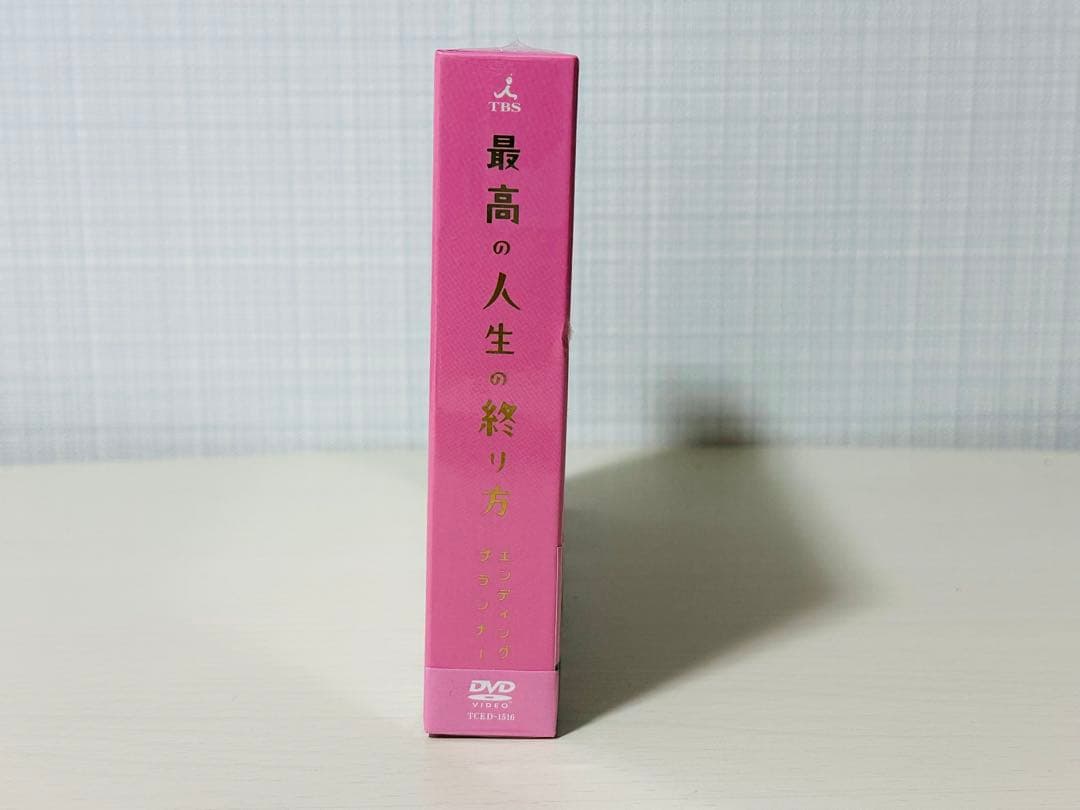 TBS
最高の人生の終り方
エンディング
プランナー
DVD
VIDEO
TCED-1516